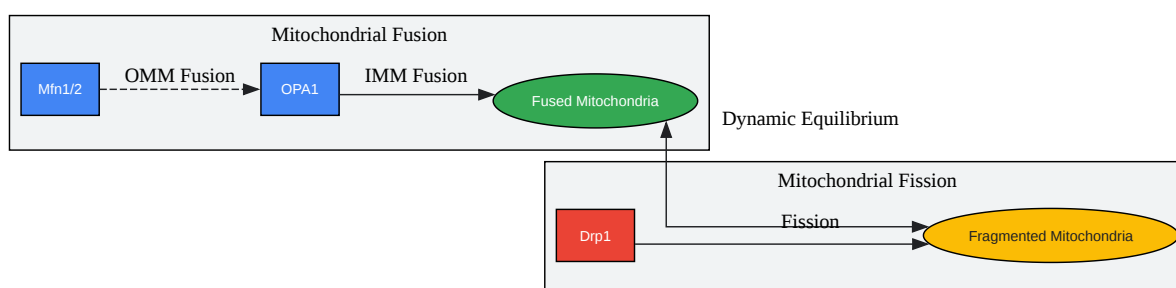 Mitochondrial Fusion
Mfn1/2
OMM Fusion
OPA1
IMM Fusion
Fused Mitochondria
Dynamic Equilibrium
Mitochondrial Fission
Drp1
Fission
Fragmented Mitochondria